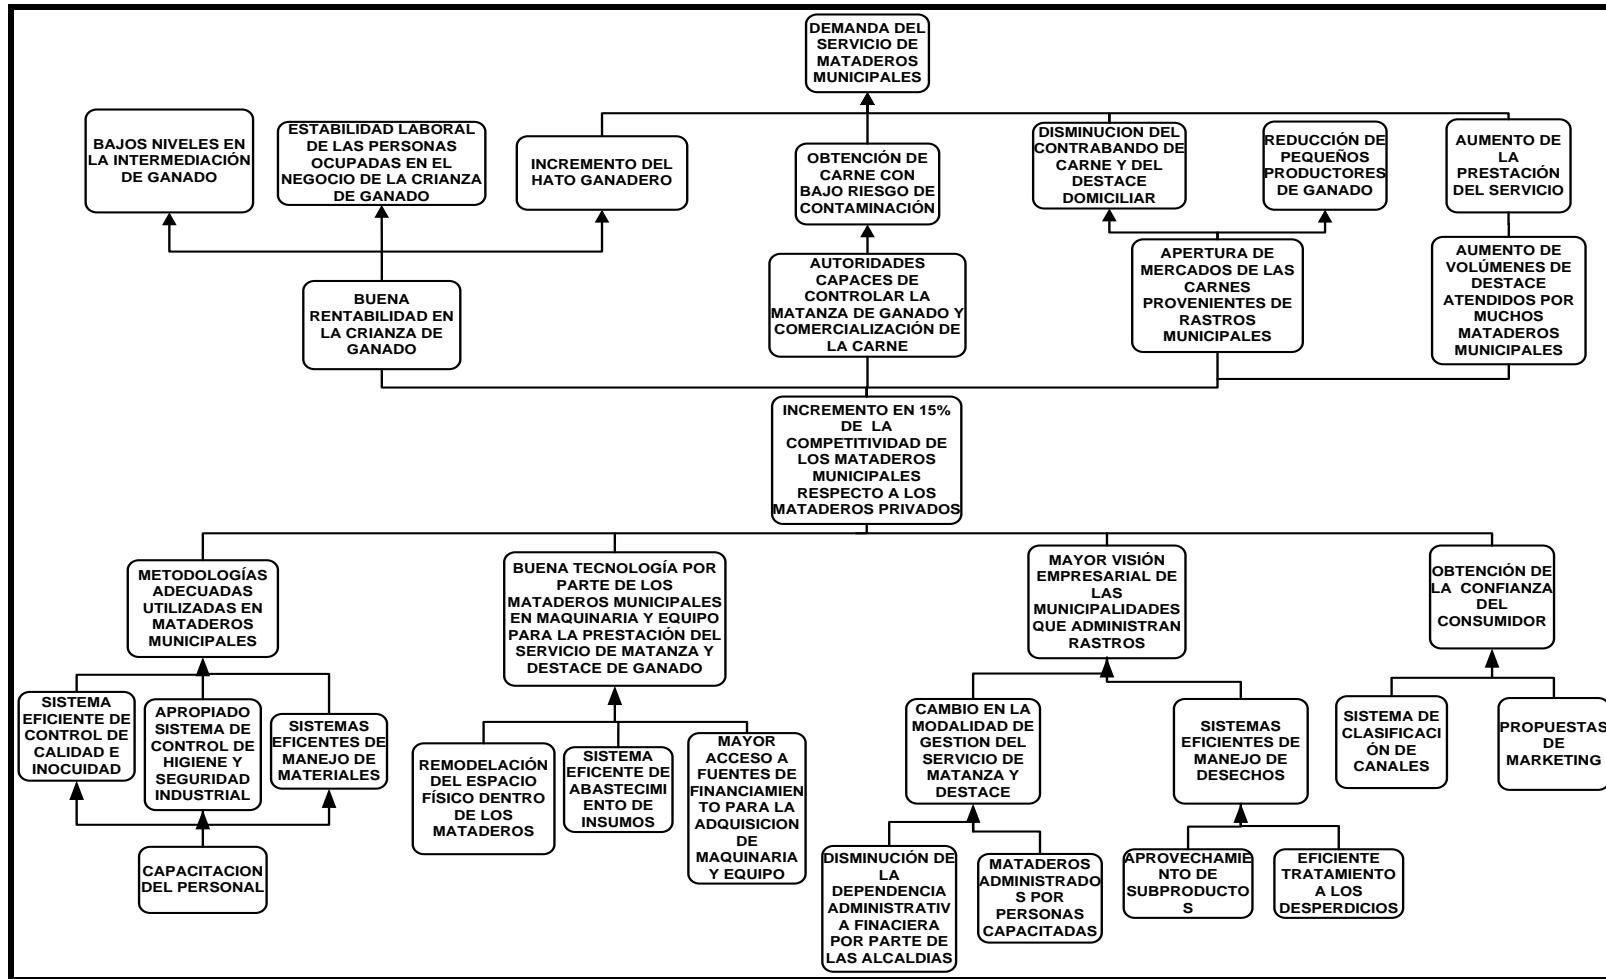 DEMANDA DEL
SERVICIO DE
MATADEROS
MUNICIPALES
BAJOS NIVELES EN
LA INTERMEDIACIÓN
DE GANADO
ESTABILIDAD LABORAL
DE LAS PERSONAS
OCUPADAS EN EL
NEGOCIO DE LA CRIANZA
DE GANADO
INCREMENTO DEL
HATO GANADERO
OBTENCIÓN DE
CARNE CON
BAJO RIESGO DE
CONTAMINACIÓN
DISMINUCION DEL
CONTRABANDO DE
CARNE Y DEL
DESTACE
DOMICILIAR
REDUCCIÓN DE
PEQUEÑOS
PRODUCTORES
DE GANADO
AUMENTO DE
LA
PRESTACIÓN
DEL SERVICIO
BUENA
RENTABILIDAD EN
LA CRIANZA DE
GANADO
AUTORIDADES
CAPACES DE
CONTROLAR LA
MATANZA DE GANADO Y
COMERCIALIZACIÓN DE
LA CARNE
APERTURA DE
MERCADOS DE LAS
CARNES
PROVENIENTES DE
RASTROS
MUNICIPALES
AUMENTO DE
VOLÚMENES DE
DESTACE
ATENDIDOS POR
MUCHOS
MATADEROS
MUNICIPALES
INCREMENTO EN 15%
DE LA
COMPETITIVIDAD DE
LOS MATADEROS
MUNICIPALES
RESPECTO A LOS
MATADEROS PRIVADOS
METODOLOGÍAS
ADECUADAS
UTILIZADAS EN
MATADEROS
MUNICIPALES
BUENA TECNOLOGÍA POR
PARTE DE LOS
MATADEROS MUNICIPALES
EN MAQUINARIA Y EQUIPO
PARA LA PRESTACIÓN DEL
SERVICIO DE MATANZA Y
DESTACE DE GANADO
MAYOR VISIÓN
EMPRESARIAL DE
LAS
MUNICIPALIDADES
QUE ADMINISTRAN
RASTROS
OBTENCIÓN DE
LA CONFIANZA
DEL
CONSUMIDOR
SISTEMA
EFICIENTE DE
CONTROL DE
CALIDAD E
INOCUIDAD
APROPIADO
SISTEMA DE
CONTROL DE
HIGIENE Y
SEGURIDAD
INDUSTRIAL
SISTEMAS
EFICENTES DE
MANEJO DE
MATERIALES
REMODELACIÓN
DEL ESPACIO
FÍSICO DENTRO
DE LOS
MATADEROS
SISTEMA
EFICENTE DE
ABASTECIMI
ENTO DE
INSUMOS
MAYOR
ACCESO A
FUENTES DE
FINANCIAMIEN
TO PARA LA
ADQUISICION
DE
MAQUINARIA
Y EQUIPO
CAMBIO EN LA
MODALIDAD DE
GESTION DEL
SERVICIO DE
MATANZA Y
DESTACE
SISTEMAS
EFICIENTES DE
MANEJO DE
DESECHOS
SISTEMA DE
CLASIFICACI
ÓN DE
CANALES
PROPUESTAS
DE
MARKETING
CAPACITACION
DEL PERSONAL
DISMINUCIÓN DE
LA
DEPENDENCIA
ADMINISTRATIV
A FINACIERA
POR PARTE DE
LAS ALCALDIAS
MATADEROS
ADMINISTRADO
S POR
PERSONAS
CAPACITADAS
APROVECHAMIE
NTO DE
SUBPRODUCTO
S
EFICIENTE
TRATAMIENTO
A LOS
DESPERDICIOS